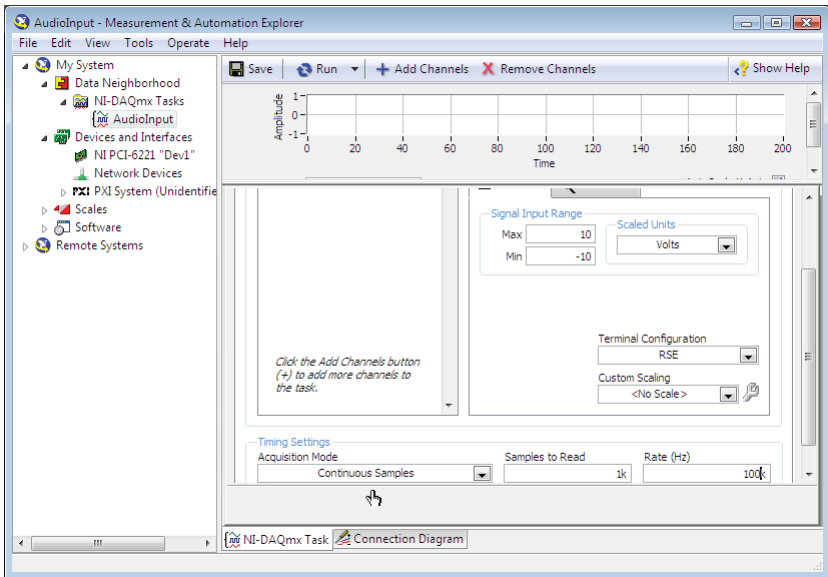 AudioInput - Measurement & Automation Explorer
File Edit View Tools Operate Help
My System
Data Neighborhood
NI-DAQmx Tasks
AudioInput
Devices and Interfaces
NI PCI-6221 "Dev1"
Network Devices
PXI PXI System (Unidentifie
Scales
Software
Remote Systems
Save Run + Add Channels X Remove Channels Show Help
Amplitude
1
0
-1
0 20 40 60 80 100 120 140 160 180 200
Time
Signal Input Range
Max 10
Min -10
Scaled Units
Volts
Click the Add Channels button
(+) to add more channels to
the task.
Terminal Configuration
RSE
Custom Scaling
<No Scale>
Timing Settings
Acquisition Mode Samples to Read Rate (Hz)
Continuous Samples 1k 100k
NI-DAQmx Task Connection Diagram